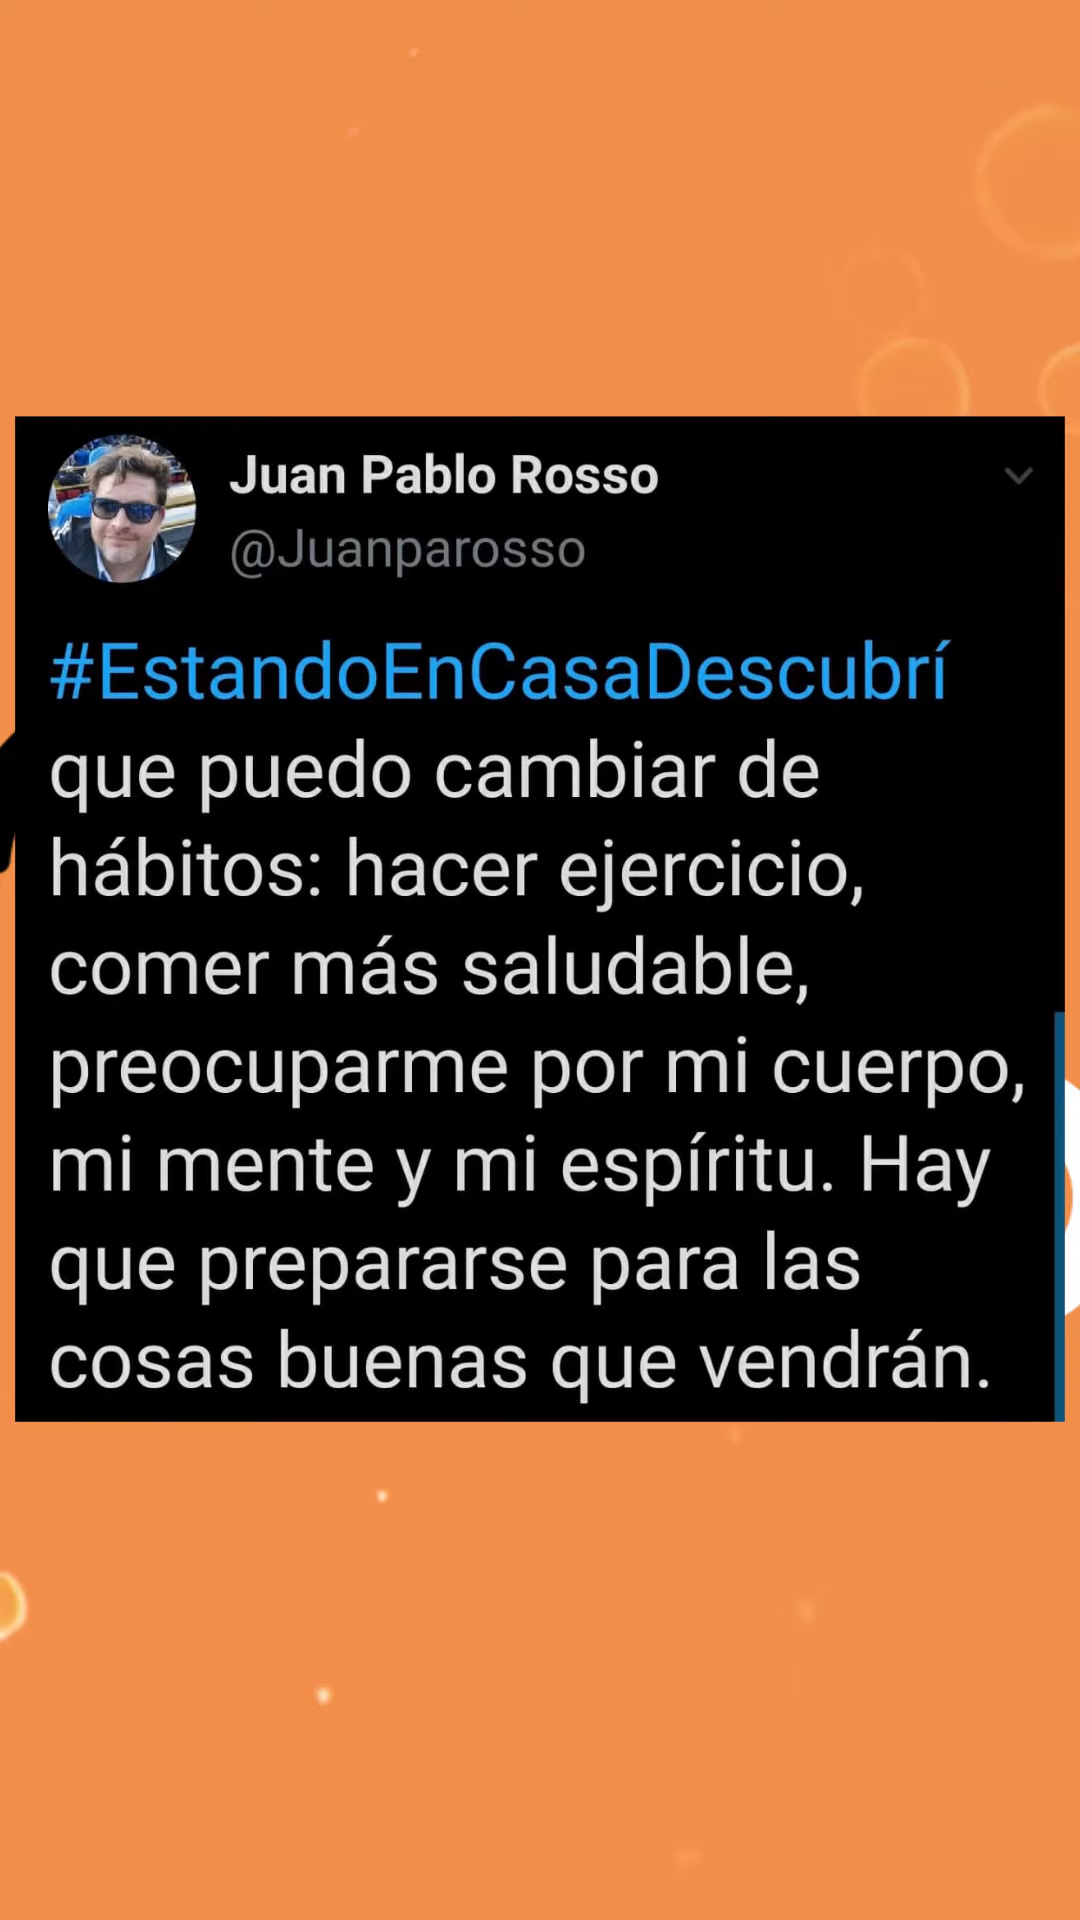 Juan Pablo Rosso
@Juanparosso
#EstandoEnCasaDescubrí
que puedo cambiar de
hábitos: hacer ejercicio,
comer más saludable,
preocuparme por mi cuerpo,
mi mente y mi espíritu. Hay
que prepararse para las
cosas buenas que vendrán.